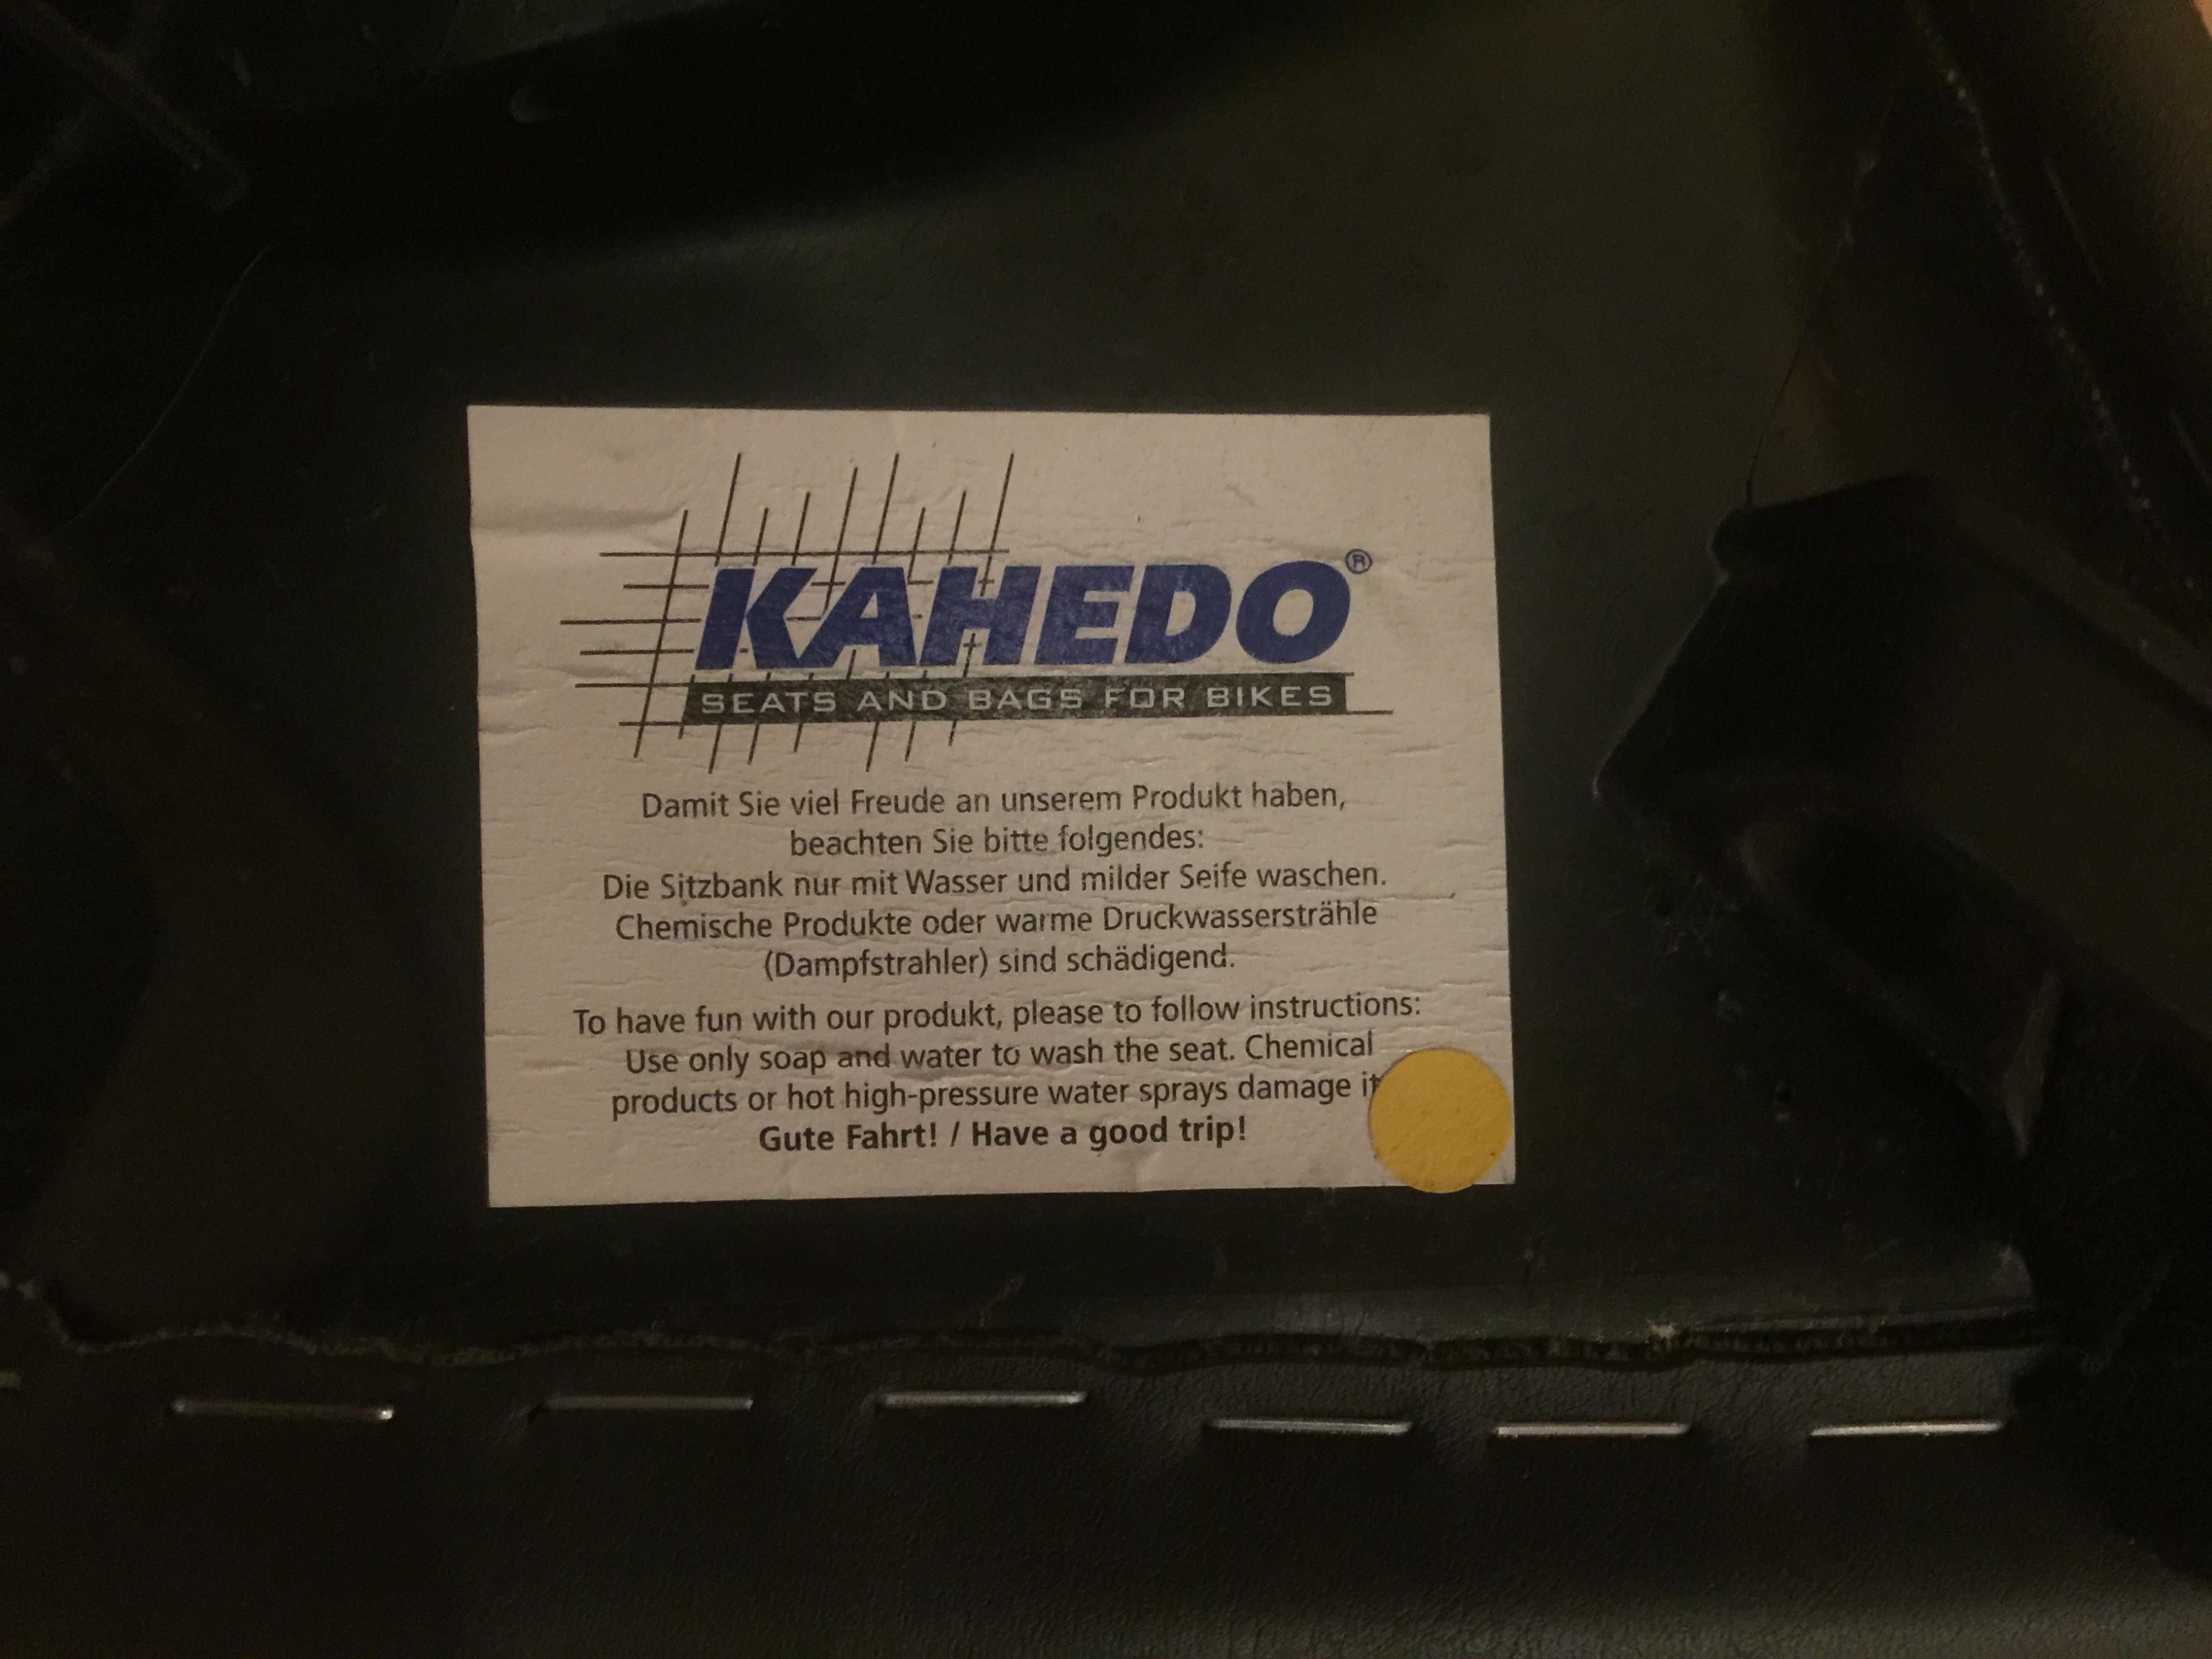 KAHEDO®
SEATS AND BAGS FOR BIKES
Damit Sie viel Freude an unserem Produkt haben,
beachten Sie bitte folgendes:
Die Sitzbank nur mit Wasser und milder Seife waschen.
Chemische Produkte oder warme Druckwassersträhle
(Dampfstrahler) sind schädigend.
To have fun with our produkt, please to follow instructions:
Use only soap and water to wash the seat. Chemical
products or hot high-pressure water sprays damage it
Gute Fahrt! / Have a good trip!